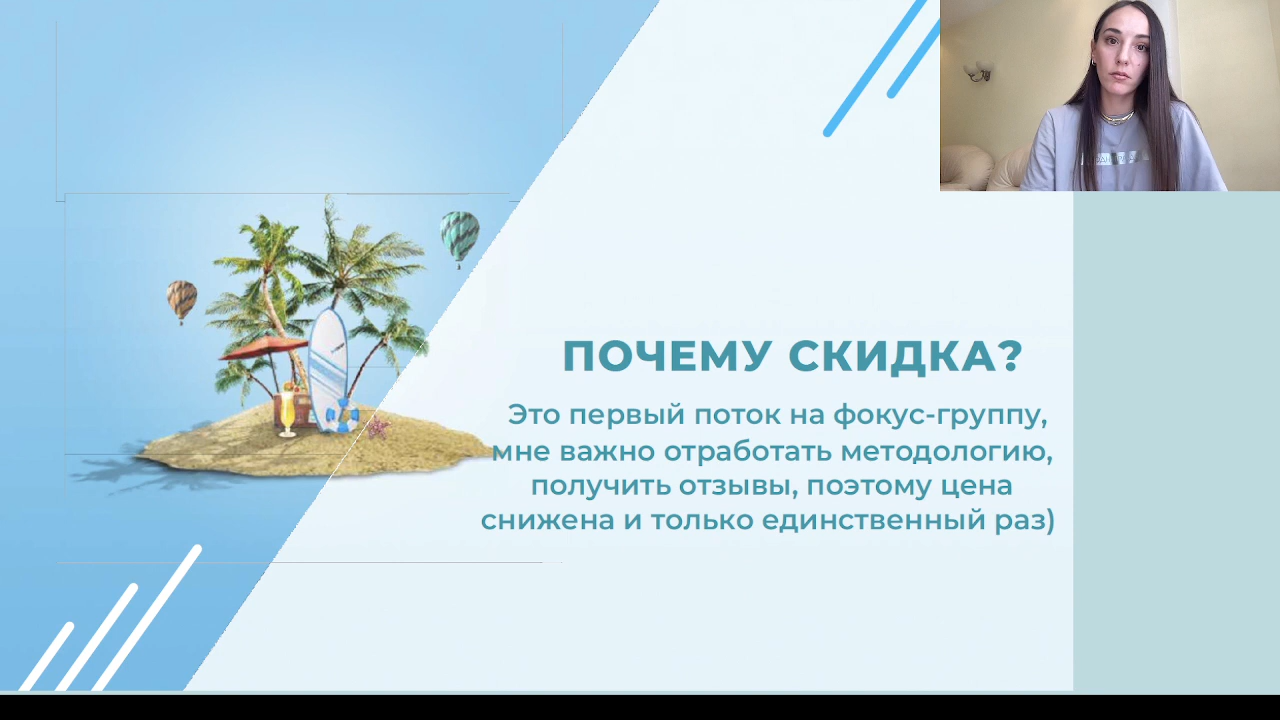 ПОЧЕМУ СКИДКА?
Это первый поток на фокус-группу,
мне важно отработать методологию,
получить отзывы, поэтому цена
снижена и только единственный раз)